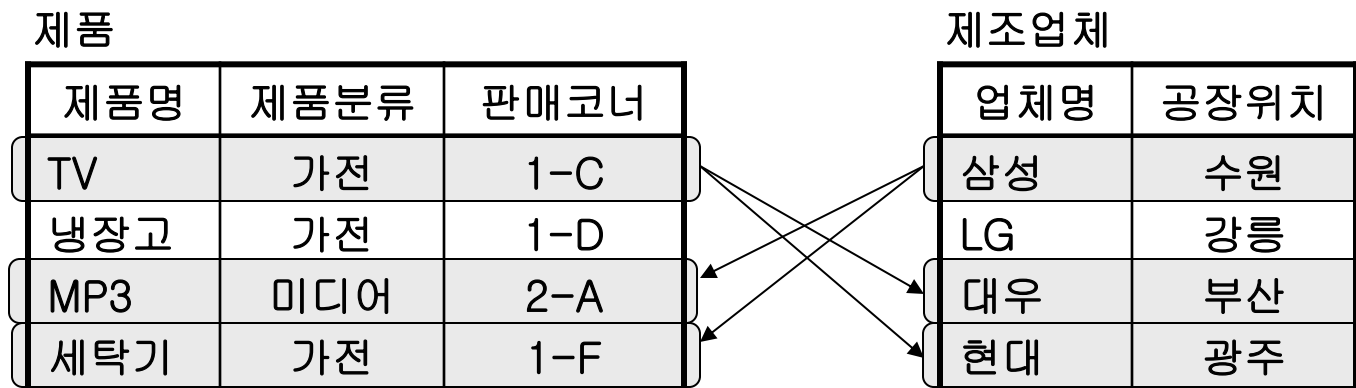 제품 제조업체
제품명 제품분류 판매코너 업체명 공장위치
TV 가전 1-C 삼성 수원
냉장고 가전 1-D LG 강릉
MP3 미디어 2-A 대우 부산
세탁기 가전 1-F 현대 광주